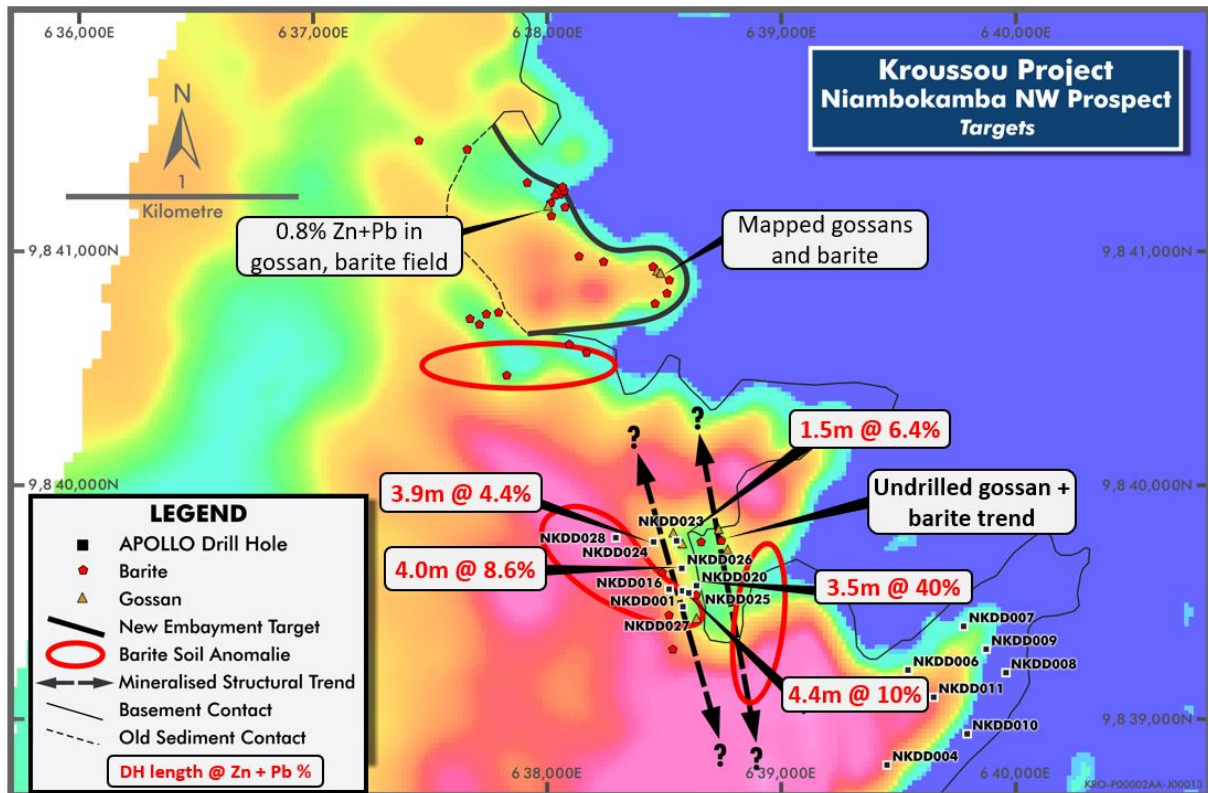 6 36,000E
6 37,000E
6 38,000E
6 39,000E
6 40,000E
Kroussou Project
Niambokamba NW Prospect
Targets
N
1
Kilometre
0.8% Zn+Pb in
gossan, barite field
Mapped gossans
and barite
9,8 41,000N
9,8 41,000N
?
?
1.5m @ 6.4%
3.9m @ 4.4%
Undrilled gossan +
barite trend
9,8 40,000N
9,8 40,000N
NKDD023
NKDD028
NKDD024
NKDD026
4.0m @ 8.6%
NKDD016
NKDD020
3.5m @ 40%
NKDD001
NKDD025
NKDD027
NKDD007
NKDD009
NKDD006
NKDD008
4.4m @ 10%
NKDD011
9,8 39,000N
NKDD010
?
?
NKDD004
LEGEND
APOLLO Drill Hole
Barite
Gossan
New Embayment Target
Barite Soil Anomalie
Mineralised Structural Trend
Basement Contact
Old Sediment Contact
DH length @ Zn + Pb %
6 38,000E
6 39,000E
6 40,000E
KRO-P00002AA-J00013